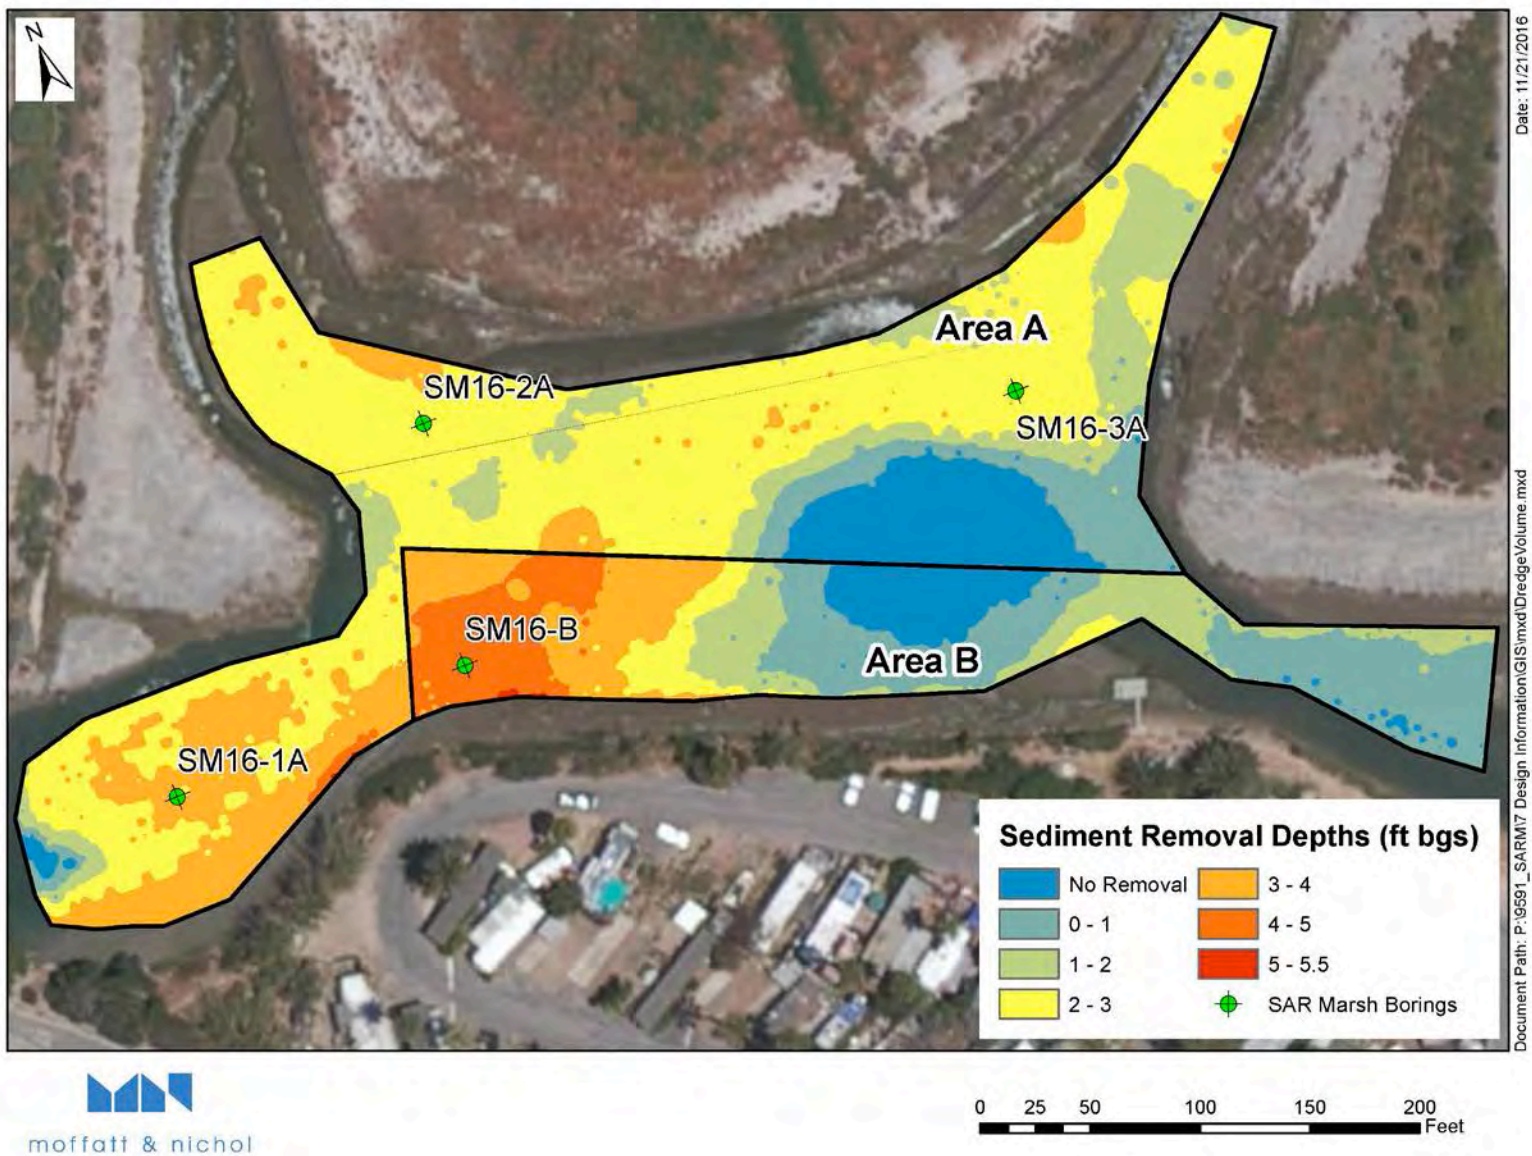 N
Date: 11/21/2016
Area A
SM16-2A
SM16-3A
SM16-B
Area B
SM16-1A
Document Path: P:\9591_SARM\7 Design Information\GIS\mxd\DredgeVolume.mxd
Sediment Removal Depths (ft bgs)
No Removal
3 - 4
0 - 1
4 - 5
1 - 2
5 - 5.5
2 - 3
SAR Marsh Borings
0 25 50 100 150 200
Feet
moffatt & nichol